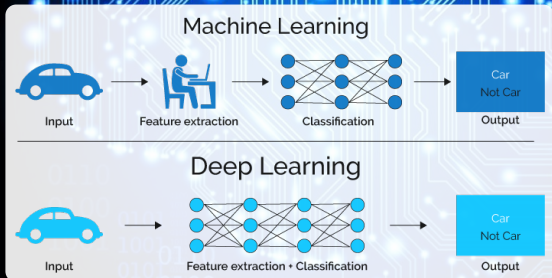 Machine Learning
Car
Not Car
Input
Feature extraction
Classification
Output
Deep Learning
Car
Not Car
Input
Feature extraction + Classification
Output